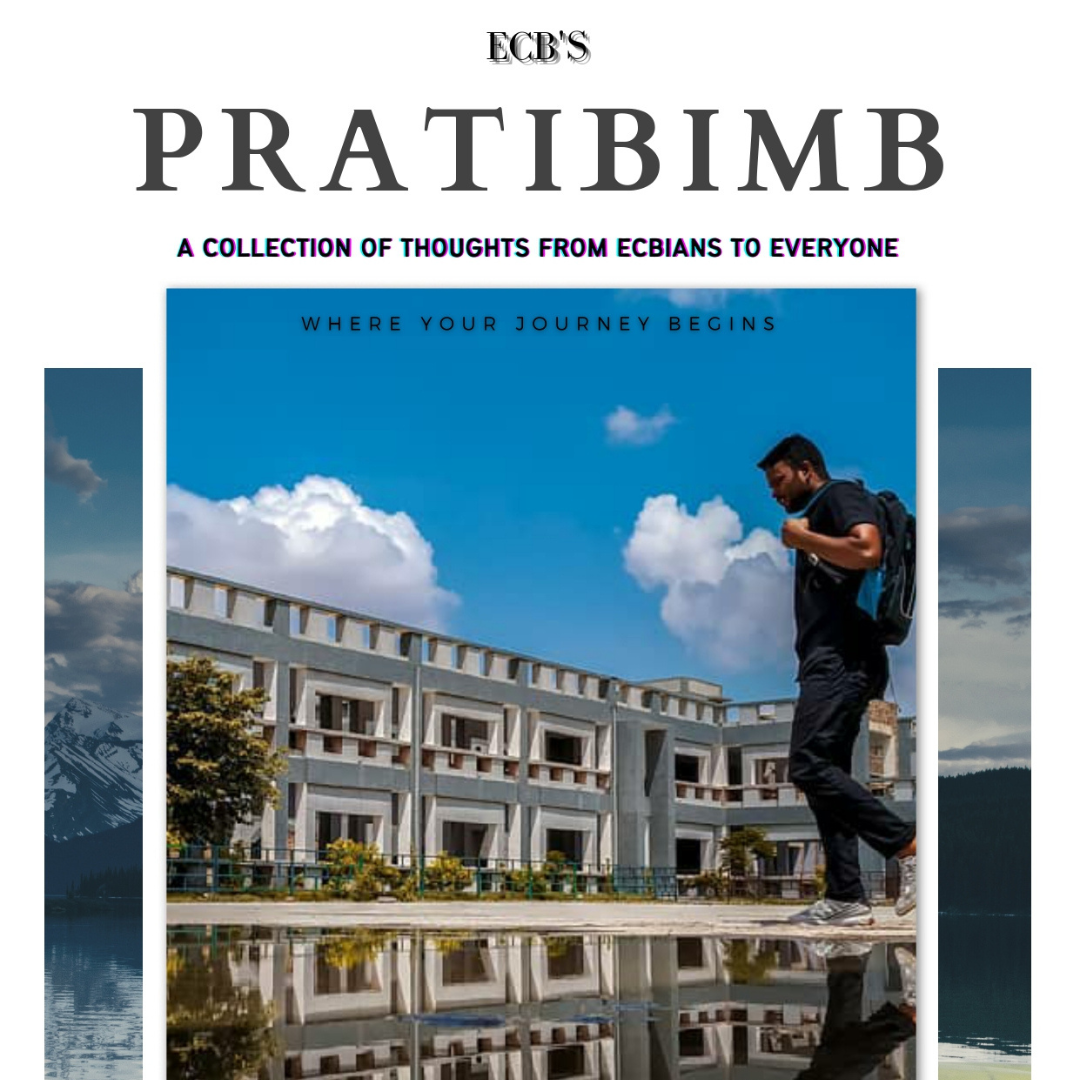 ECB'S
PRATIBIMB
A COLLECTION OF THOUGHTS FROM ECBIANS TO EVERYONE
WHERE YOUR JOURNEY BEGINS